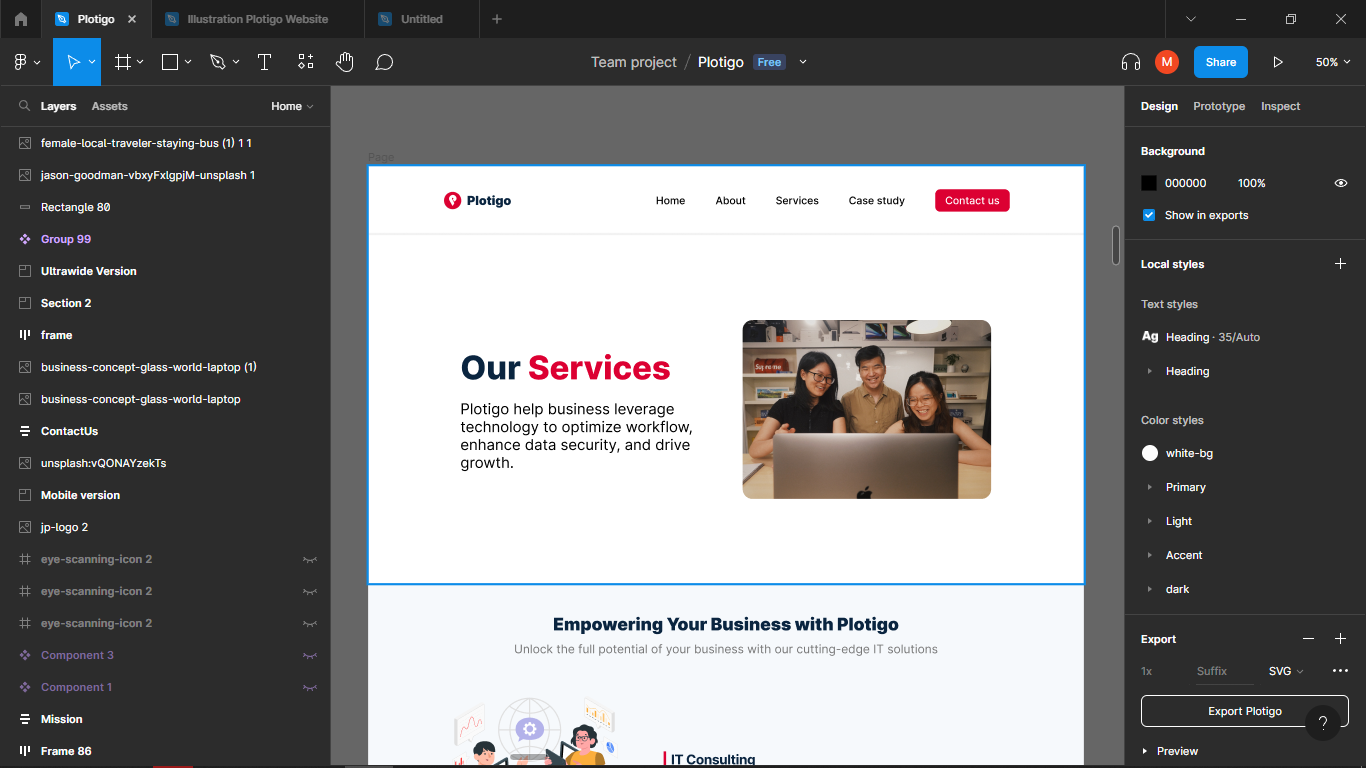 Plotigo
Illustration Plotigo Website
Untitled
Team project / Plotigo Free
M
Share
50%
Layers
Assets
Home
female-local-traveler-staying-bus (1) 1 1
jason-goodman-vbxyFxlgpjM-unsplash 1
Rectangle 80
Group 99
Ultrawide Version
Section 2
frame
business-concept-glass-world-laptop (1)
business-concept-glass-world-laptop
ContactUs
unsplash:vQONAYzekTs
Mobile version
jp-logo 2
eye-scanning-icon 2
eye-scanning-icon 2
eye-scanning-icon 2
Component 3
Component 1
Mission
Frame 86
Page
Plotigo
Home
About
Services
Case study
Contact us
Our Services
Plotigo help business leverage
technology to optimize workflow,
enhance data security, and drive
growth.
Supreme
Empowering Your Business with Plotigo
Unlock the full potential of your business with our cutting-edge IT solutions
IT Consulting
Design
Prototype
Inspect
Background
000000
100%
Show in exports
Local styles
Text styles
Ag Heading · 35/Auto
Heading
Color styles
white-bg
Primary
Light
Accent
dark
Export
1x
Suffix
SVG
Export Plotigo
?
Preview